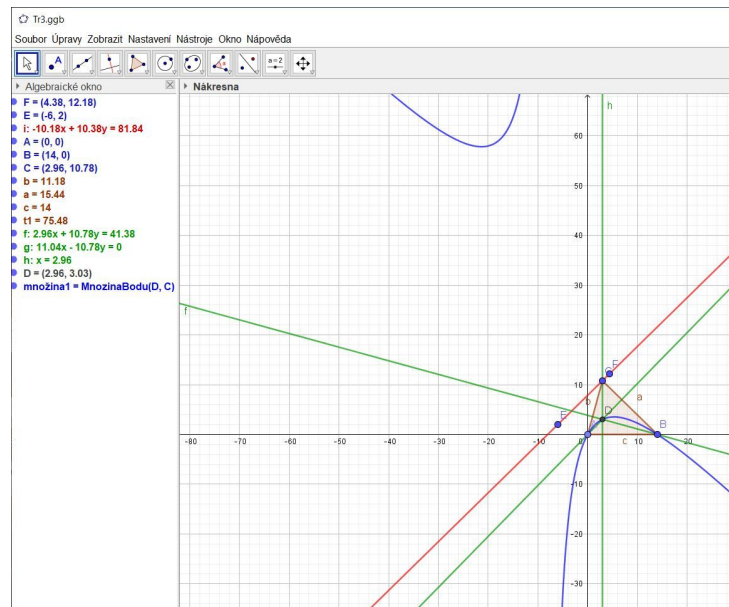 Tr3.ggb
Soubor Úpravy Zobrazit Nastavení Nástroje Okno Nápověda
a=2
Algebraické okno
Nákresna
F = (4.38, 12.18)
E = (-6, 2)
i: -10.18x + 10.38y = 81.84
A = (0, 0)
B = (14, 0)
C = (2.96, 10.78)
b = 11.18
a = 15.44
c = 14
t1 = 75.48
f: 2.96x + 10.78y = 41.38
g: 11.04x - 10.78y = 0
h: x = 2.96
D = (2.96, 3.03)
množina1 = MnozinaBodu(D, C)
h
60
50
40
30
f
20
F
10
b
a
E
D
B
-80 -70 -60 -50 -40 -30 -20 -10 0 10 20
c
-10
-20
-30